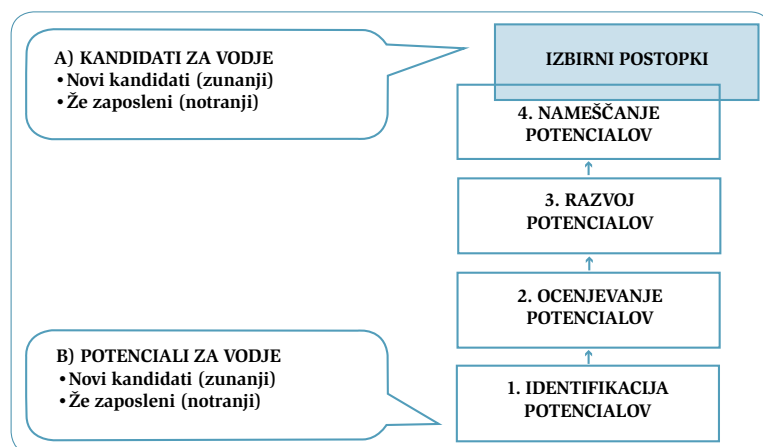 A) KANDIDATI ZA VODJE
• Novi kandidati (zunanji)
• Že zaposleni (notranji)
IZBIRNI POSTOPKI
4. NAMEŠČANJE
POTENCIALOV
3. RAZVOJ
POTENCIALOV
2. OCENJEVANJE
POTENCIALOV
B) POTENCIALI ZA VODJE
• Novi kandidati (zunanji)
• Že zaposleni (notranji)
1. IDENTIFIKACIJA
POTENCIALOV